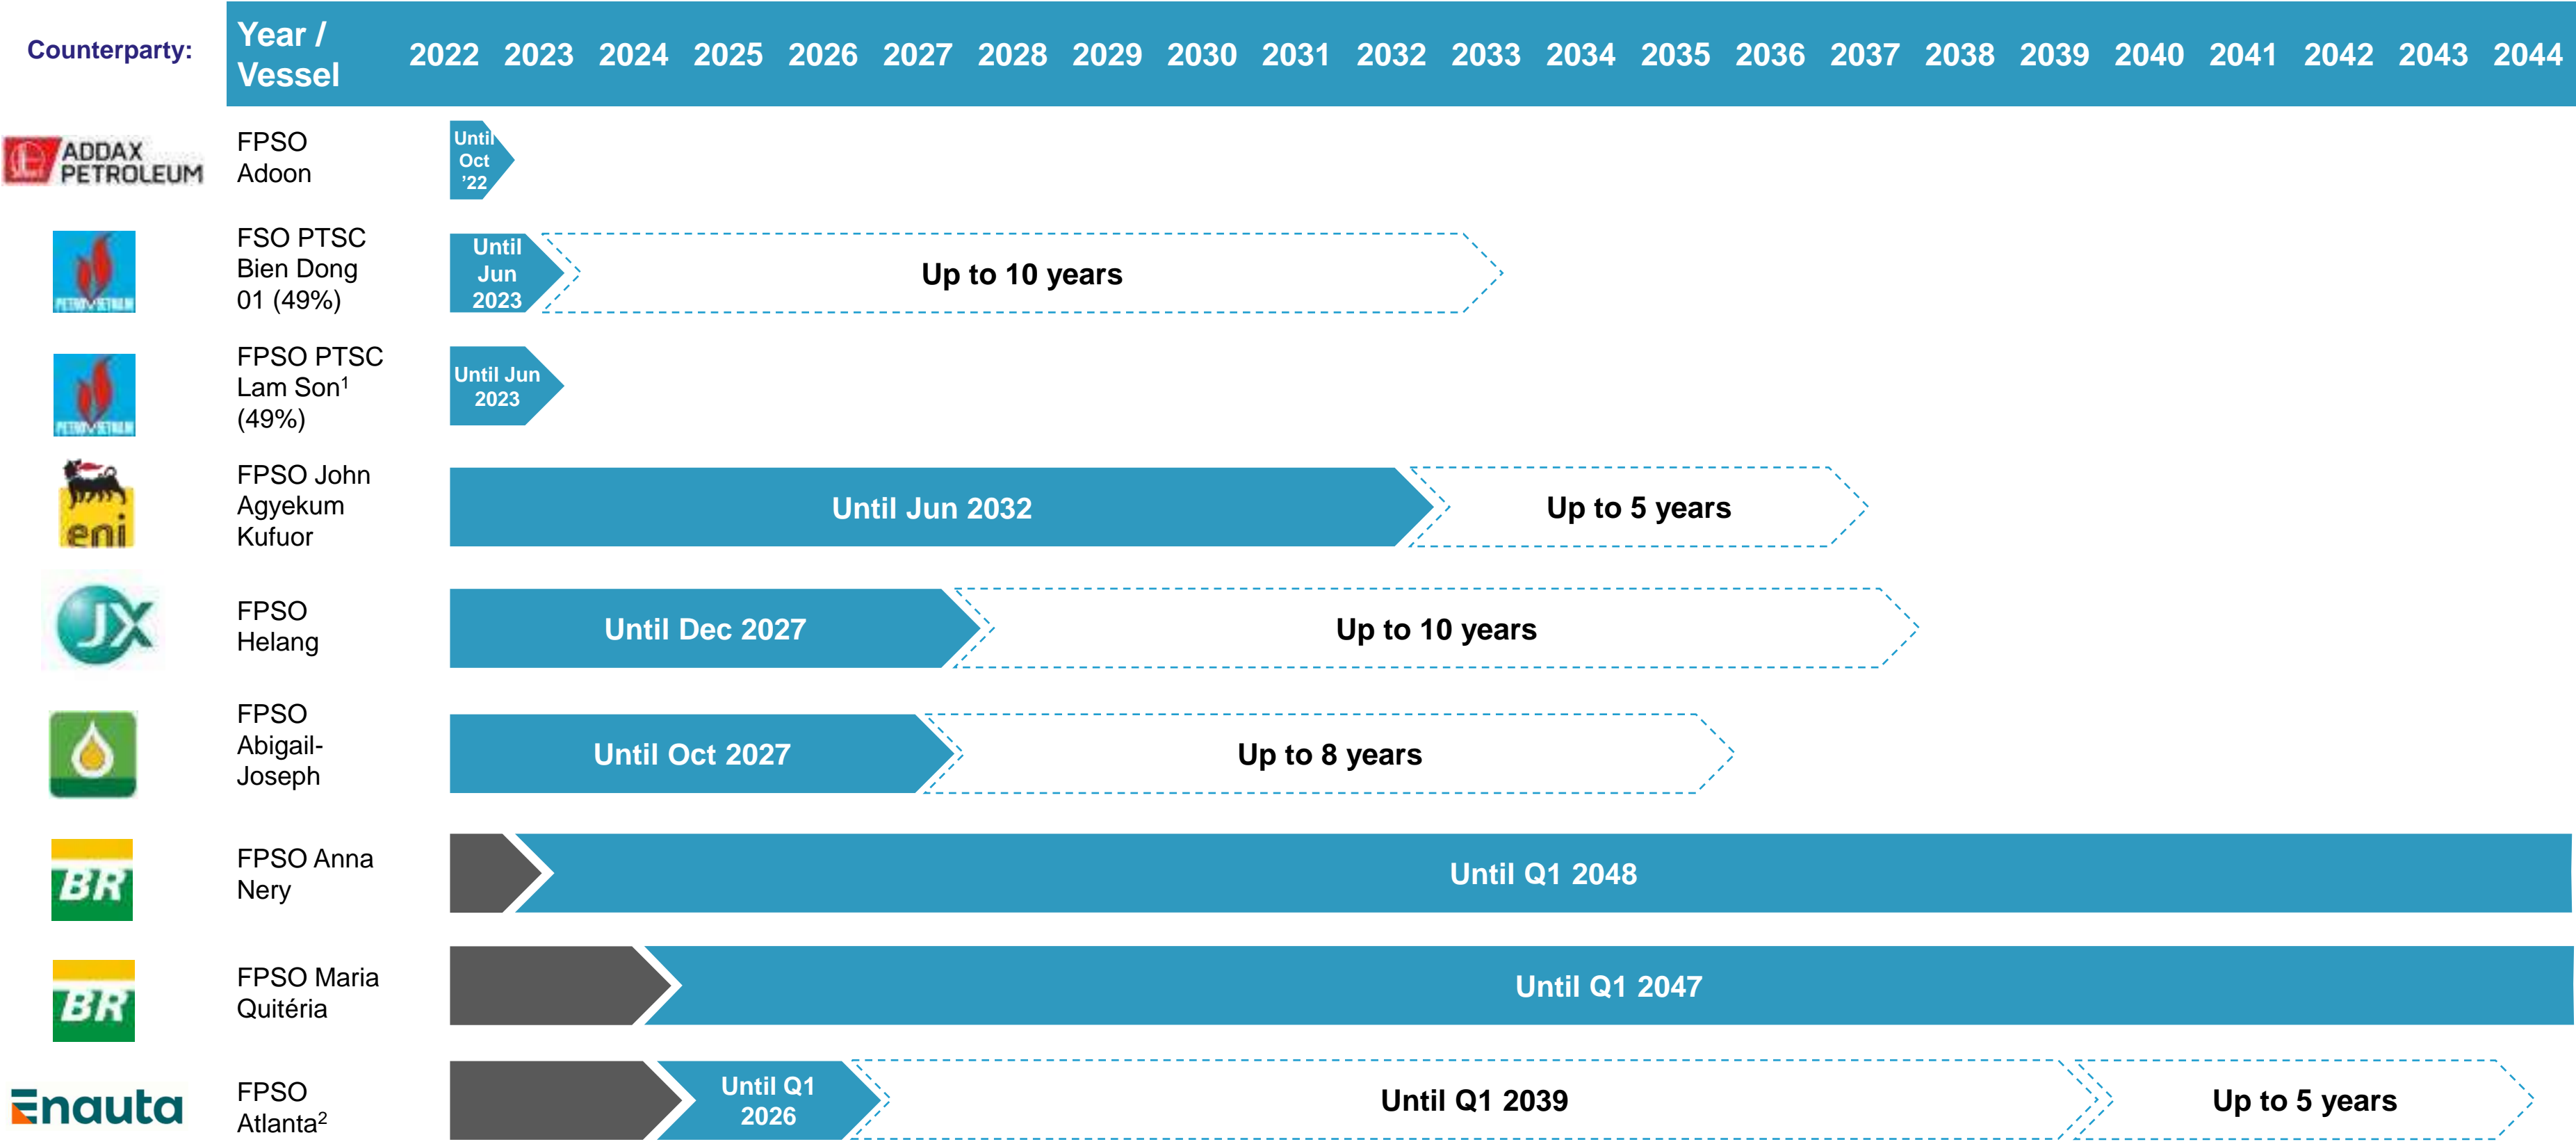 Counterparty:
Year /
Vessel
2022 2023 2024 2025 2026 2027 2028 2029 2030 2031 2032 2033 2034 2035 2036 2037 2038 2039 2040 2041 2042 2043 2044
ADDAX
PETROLEUM
FPSO
Adoon
Until
Oct
’22
PETROVIETNAM
FSO PTSC
Bien Dong
01 (49%)
Until
Jun
2023
Up to 10 years
PETROVIETNAM
FPSO PTSC
Lam Son¹
(49%)
Until Jun
2023
eni
FPSO John
Agyekum
Kufuor
Until Jun 2032
Up to 5 years
JX
FPSO
Helang
Until Dec 2027
Up to 10 years
FPSO
Abigail-
Joseph
Until Oct 2027
Up to 8 years
BR
FPSO Anna
Nery
Until Q1 2048
BR
FPSO Maria
Quitéria
Until Q1 2047
Enauta
FPSO
Atlanta²
Until Q1
2026
Until Q1 2039
Up to 5 years